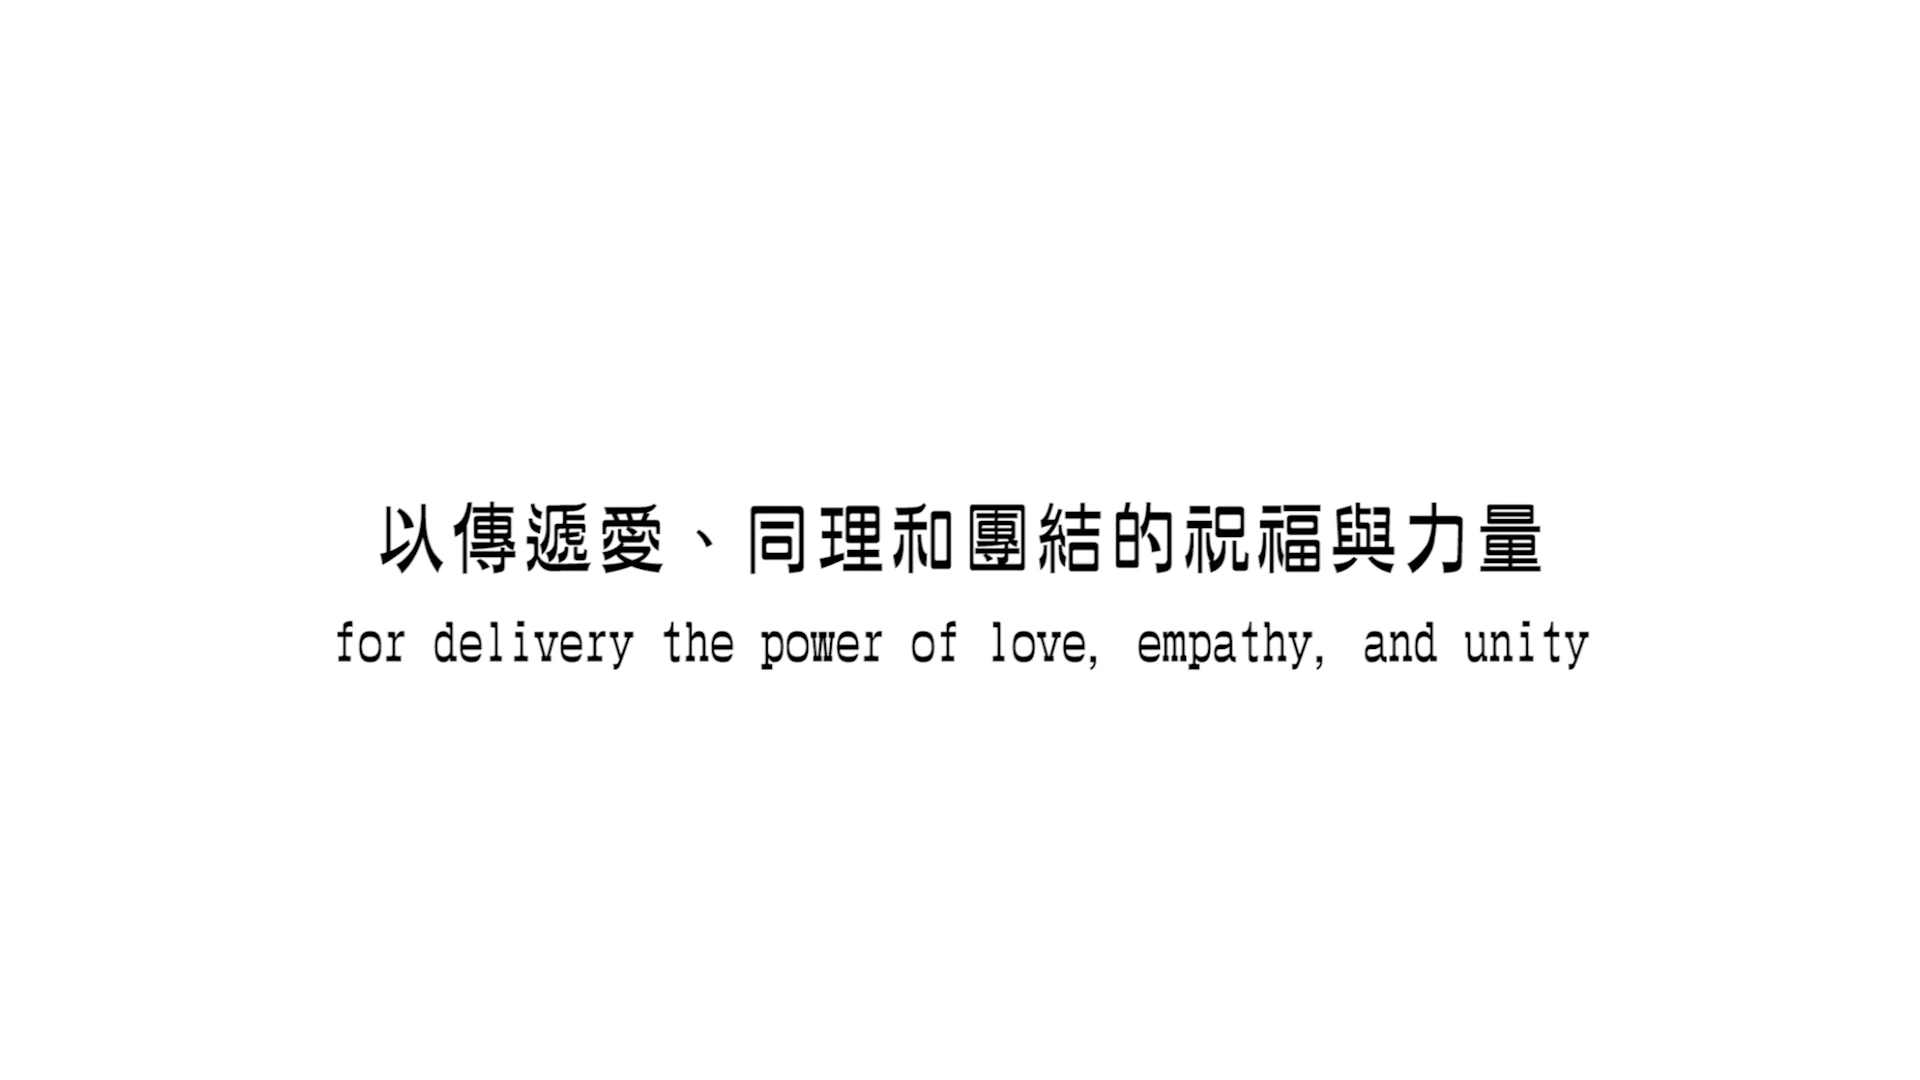 以傳遞愛、同理和團結的祝福與力量
for delivery the power of love, empathy, and unity